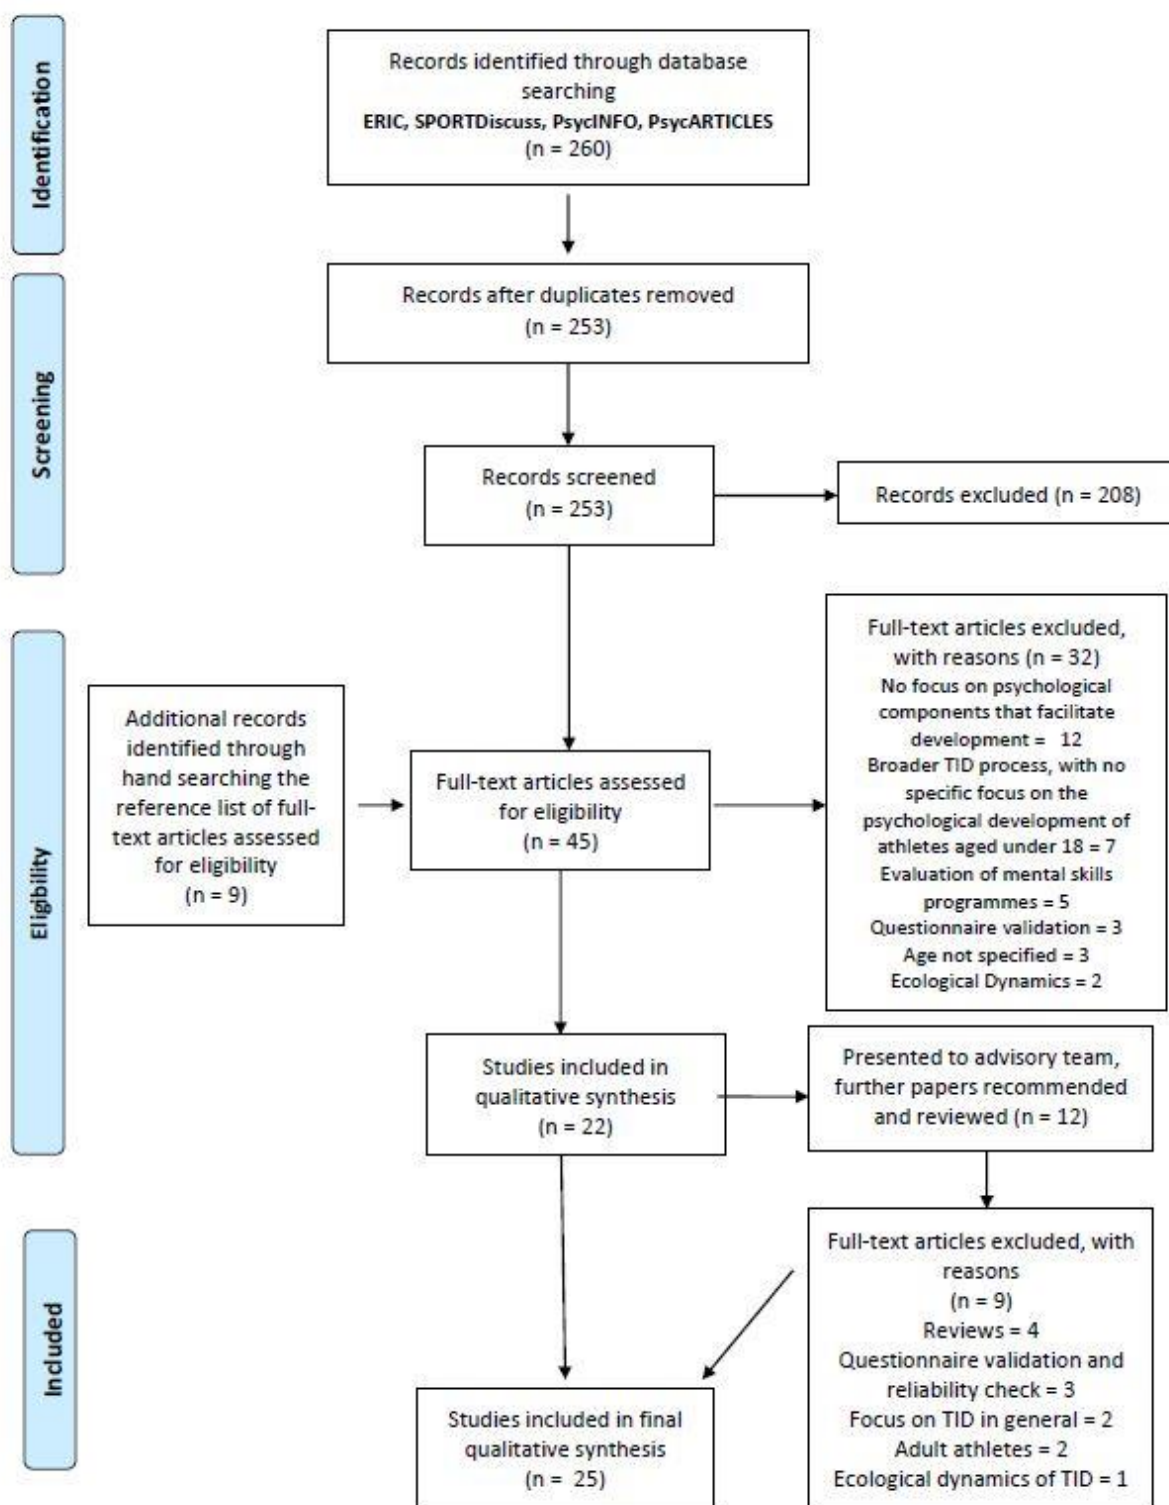 Identification
Records identified through database
searching
ERIC, SPORTDiscuss, PsycINFO, PsycARTICLES
(n = 260)
Screening
Records after duplicates removed
(n = 253)
Records screened
(n = 253)
Records excluded (n = 208)
Eligibility
Additional records
identified through
hand searching the
reference list of full-
text articles assessed
for eligibility
(n = 9)
Full-text articles assessed
for eligibility
(n = 45)
Full-text articles excluded,
with reasons (n = 32)
No focus on psychological
components that facilitate
development = 12
Broader TID process, with no
specific focus on the
psychological development of
athletes aged under 18 = 7
Evaluation of mental skills
programmes = 5
Questionnaire validation = 3
Age not specified = 3
Ecological Dynamics = 2
Studies included in
qualitative synthesis
(n = 22)
Presented to advisory team,
further papers recommended
and reviewed (n = 12)
Included
Full-text articles excluded, with
reasons
(n = 9)
Reviews = 4
Questionnaire validation and
reliability check = 3
Focus on TID in general = 2
Adult athletes = 2
Ecological dynamics of TID = 1
Studies included in final
qualitative synthesis
(n = 25)